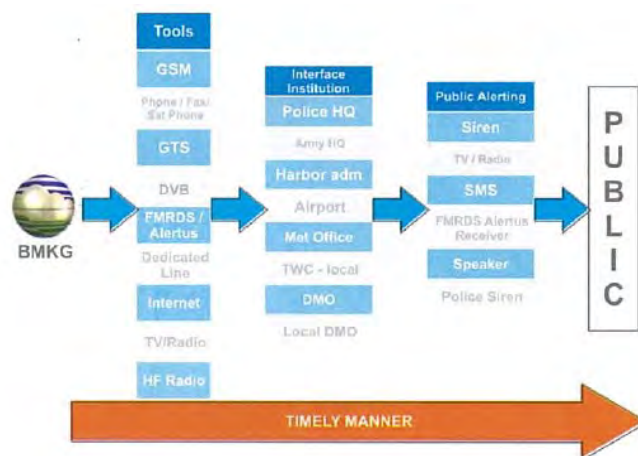 BMKG
Tools
GSM
Phone / Fax/
Sat Phone
GTS
DVB
FMRDS /
Alertus
Dedicated
Line
Internet
TV/Radio
HF Radio
Interface
Institution
Police HQ
Army HQ
Harbor adm
Airport
Met Office
TWC - local
DMO
Local DMO
Public Alerting
Siren
TV / Radio
SMS
FMRDS Alertus
Receiver
Speaker
Police Siren
PUBLIC
TIMELY MANNER